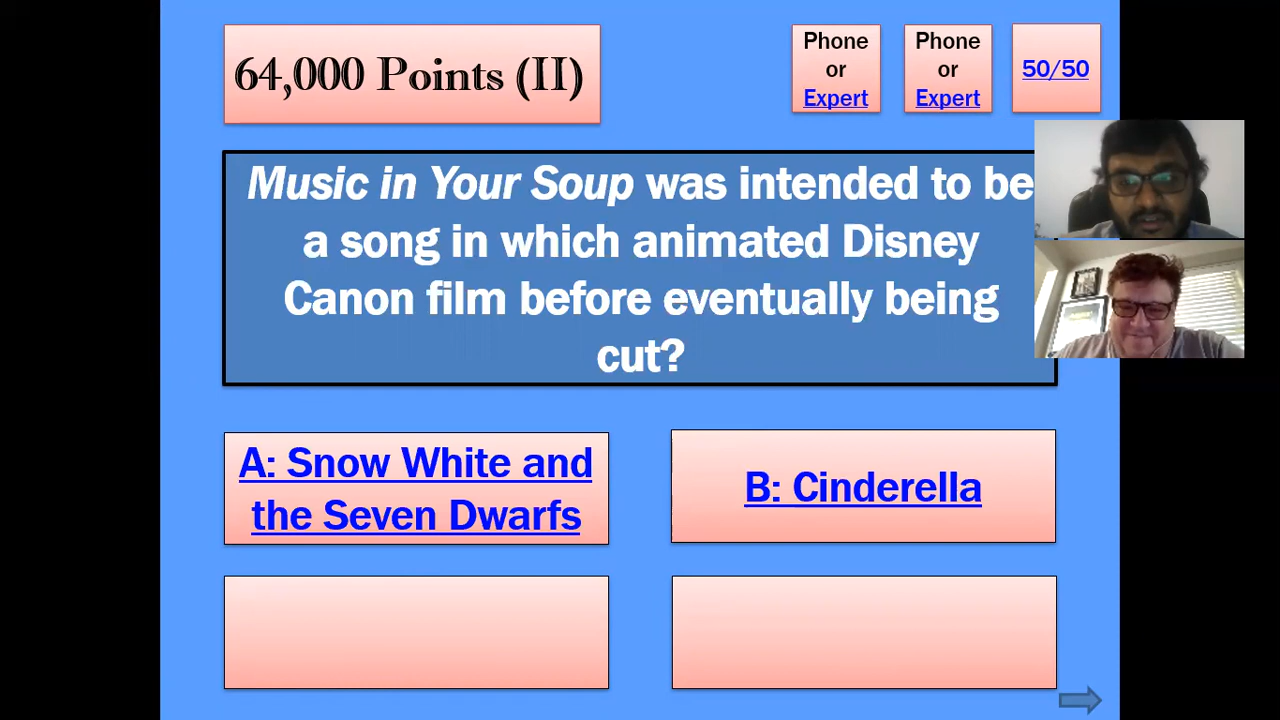 64,000 Points (II)
Phone
or
Expert
Phone
or
Expert
50/50
Music in Your Soup was intended to be
a song in which animated Disney
Canon film before eventually being
cut?
A: Snow White and
the Seven Dwarfs
B: Cinderella